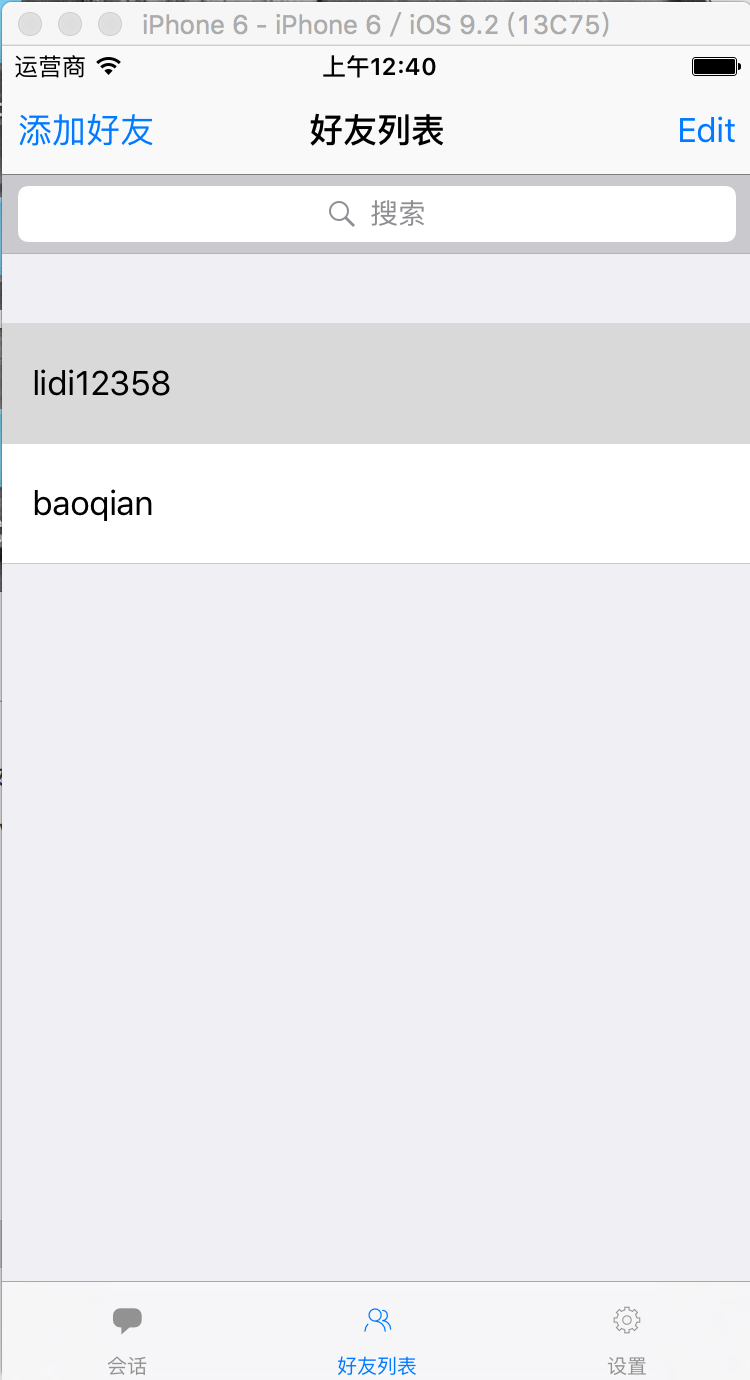 iPhone 6 - iPhone 6 / iOS 9.2 (13C75)
运营商 上午12:40
添加好友 好友列表 Edit
搜索
lidi12358
baoqian
会话 好友列表 设置